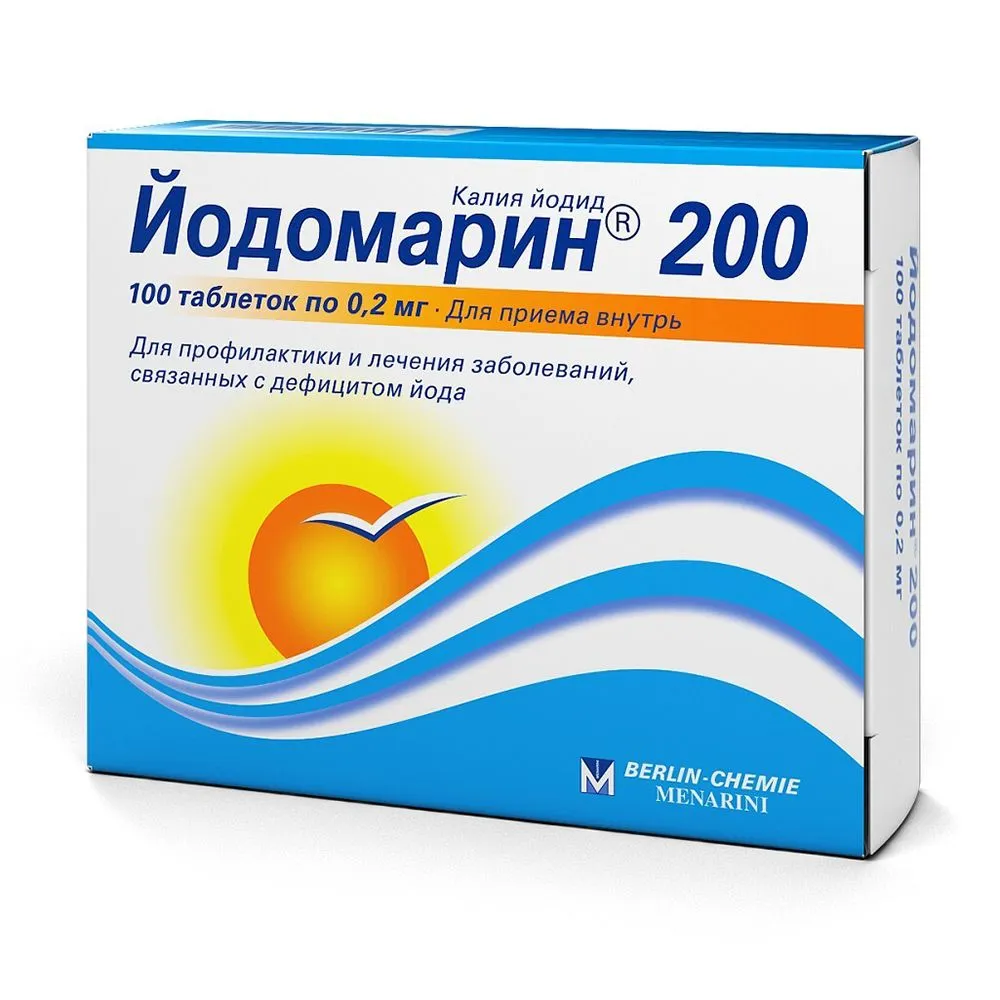 Калия йодид
Йодомарин® 200
100 таблеток по 0,2 мг · Для приема внутрь
Для профилактики и лечения заболеваний,
связанных с дефицитом йода
BERLIN-CHEMIE
MENARINI
Йодомарин® 200
100 таблеток по 0,2 мг